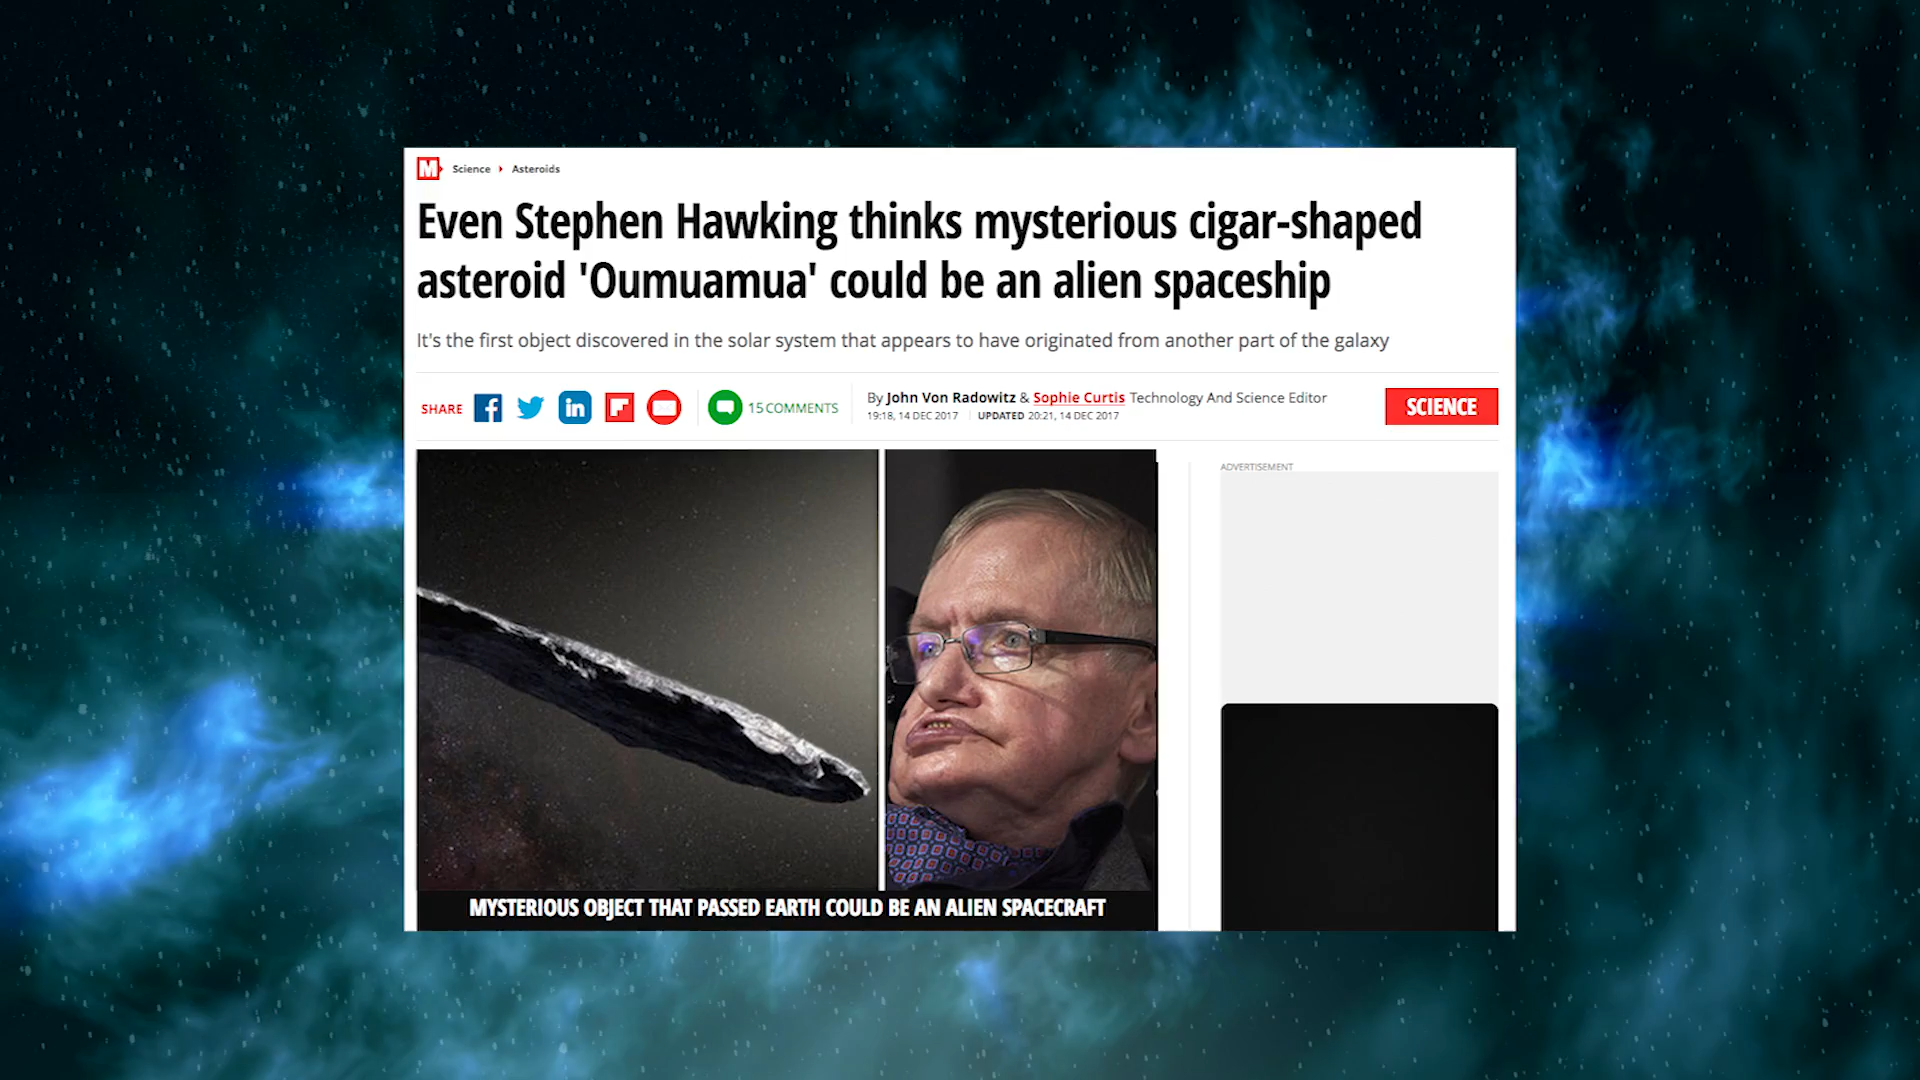 M
Science
Asteroids
Even Stephen Hawking thinks mysterious cigar-shaped
asteroid 'Oumuamua' could be an alien spaceship
It's the first object discovered in the solar system that appears to have originated from another part of the galaxy
SHARE
in
15 COMMENTS
By John Von Radowitz & Sophie Curtis Technology And Science Editor
19:18, 14 DEC 2017 | UPDATED 20:21, 14 DEC 2017
SCIENCE
ADVERTISEMENT
MYSTERIOUS OBJECT THAT PASSED EARTH COULD BE AN ALIEN SPACECRAFT